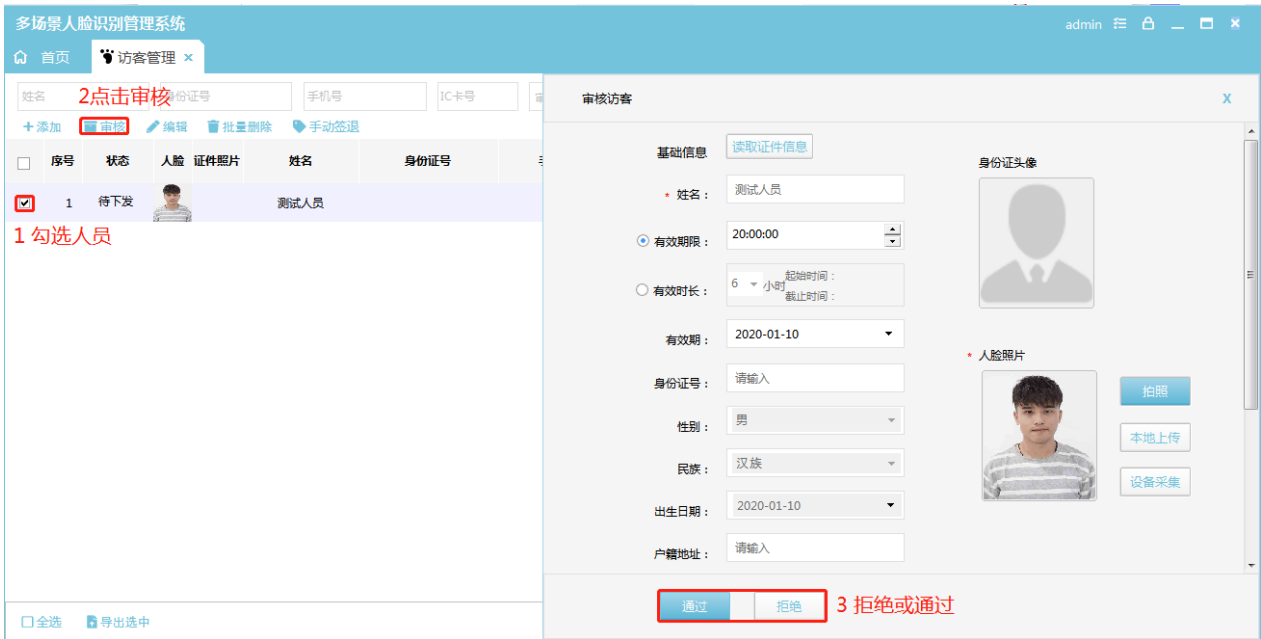 多场景人脸识别管理系统
admin
首页
访客管理
姓名
2点击审核
份证号
手机号
IC卡号
添加
审核
编辑
批量删除
手动签退
序号
状态
人脸
证件照片
姓名
身份证号
1
待下发
测试人员
1 勾选人员
全选
导出选中
审核访客
X
基础信息
读取证件信息
* 姓名：
测试人员
有效期限：
20:00:00
有效时长：
6
小时
起始时间：
截止时间：
有效期：
2020-01-10
身份证号：
请输入
性别：
男
民族：
汉族
出生日期：
2020-01-10
户籍地址：
请输入
身份证头像
* 人脸照片
拍照
本地上传
设备采集
通过
拒绝
3 拒绝或通过